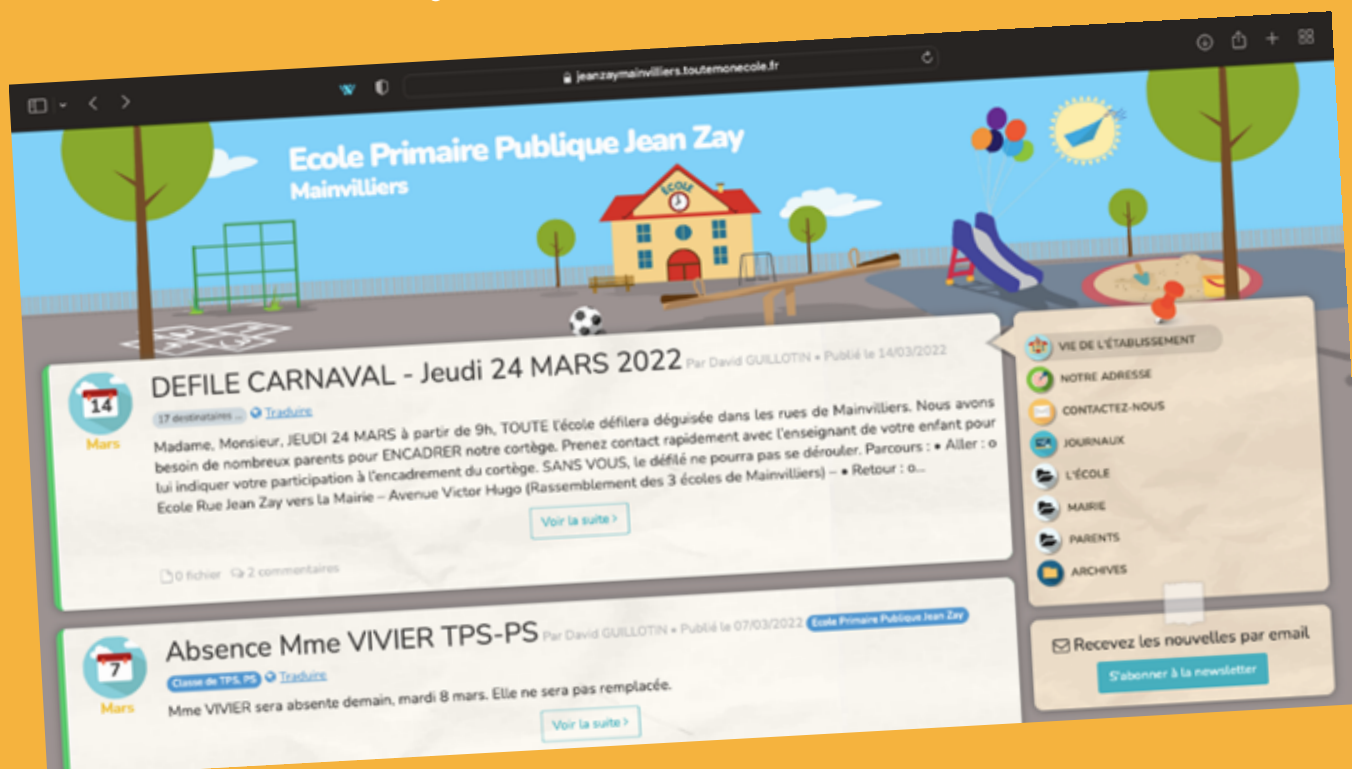 jeanzaymainvilliers.toutemonecole.fr
Ecole Primaire Publique Jean Zay
Mainvilliers
ÉCOLE
DEFILE CARNAVAL - Jeudi 24 MARS 2022 Par David GUILLOTIN • Publié le 14/03/2022
14
Mars
17 destinataires ... Traduire
Madame, Monsieur, JEUDI 24 MARS à partir de 9h, TOUTE l'école défilera déguisée dans les rues de Mainvilliers. Nous avons
besoin de nombreux parents pour ENCADRER notre cortège. Prenez contact rapidement avec l'enseignant de votre enfant pour
lui indiquer votre participation à l'encadrement du cortège. SANS VOUS, le défilé ne pourra pas se dérouler. Parcours : • Aller : o
Ecole Rue Jean Zay vers la Mairie – Avenue Victor Hugo (Rassemblement des 3 écoles de Mainvilliers) – • Retour : o...
Voir la suite >
0 fichier 2 commentaires
Absence Mme VIVIER TPS-PS Par David GUILLOTIN • Publié le 07/03/2022 Ecole Primaire Publique Jean Zay
7
Mars
Classe de TPS, PS Traduire
Mme VIVIER sera absente demain, mardi 8 mars. Elle ne sera pas remplacée.
Voir la suite >
VIE DE L'ÉTABLISSEMENT
NOTRE ADRESSE
CONTACTEZ-NOUS
JOURNAUX
L'ÉCOLE
MAIRIE
PARENTS
ARCHIVES
Recevez les nouvelles par email
S'abonner à la newsletter